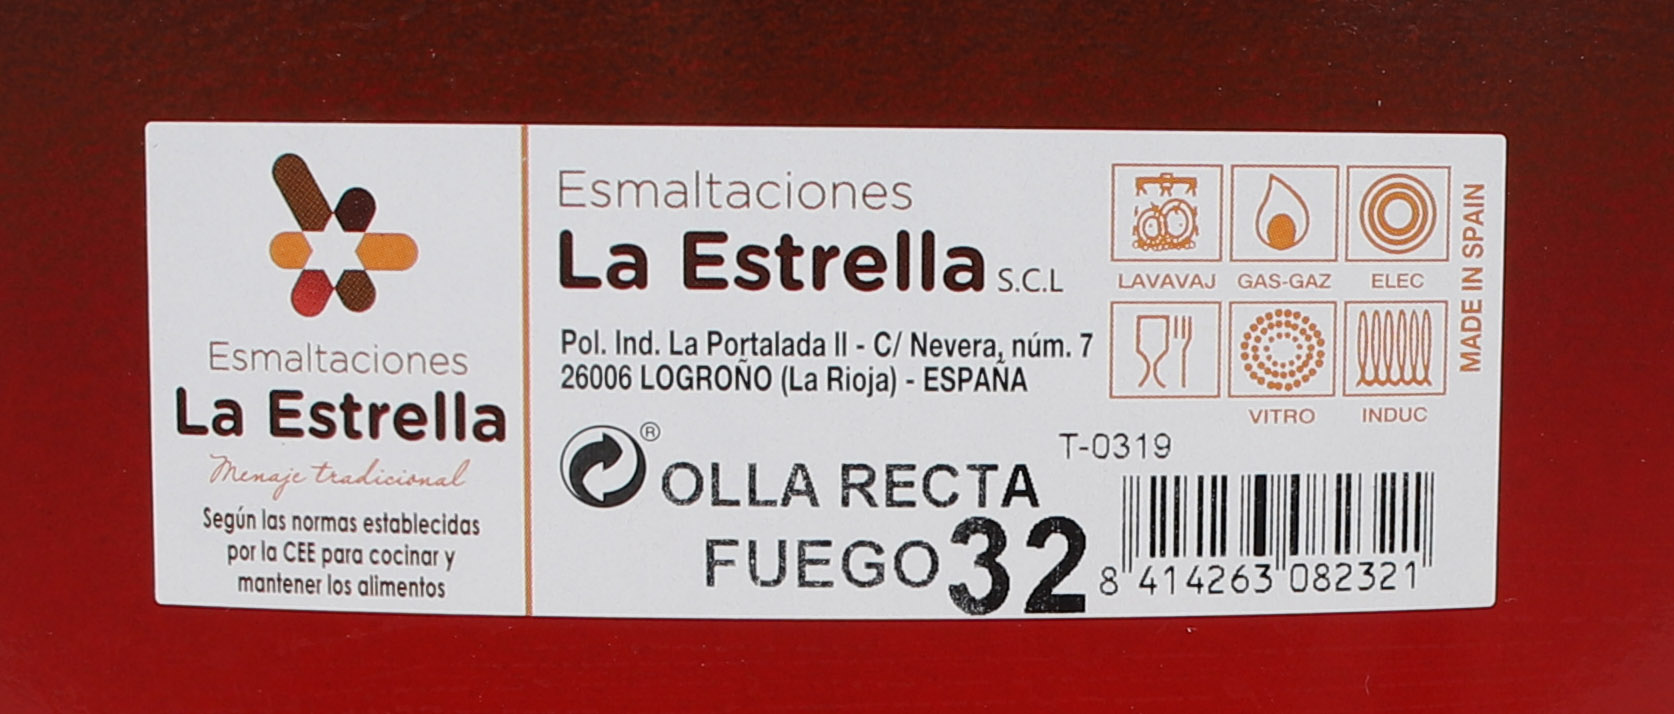 Esmaltaciones
La Estrella
Menaje tradicional
Según las normas establecidas
por la CEE para cocinar y
mantener los alimentos
Esmaltaciones
La Estrella S.C.L
Pol. Ind. La Portalada II - C/ Nevera, núm. 7
26006 LOGROÑO (La Rioja) - ESPAÑA
®
OLLA RECTA
FUEGO 32
LAVAVAJ GAS-GAZ ELEC
VITRO INDUC
MADE IN SPAIN
T-0319
8 414263 082321